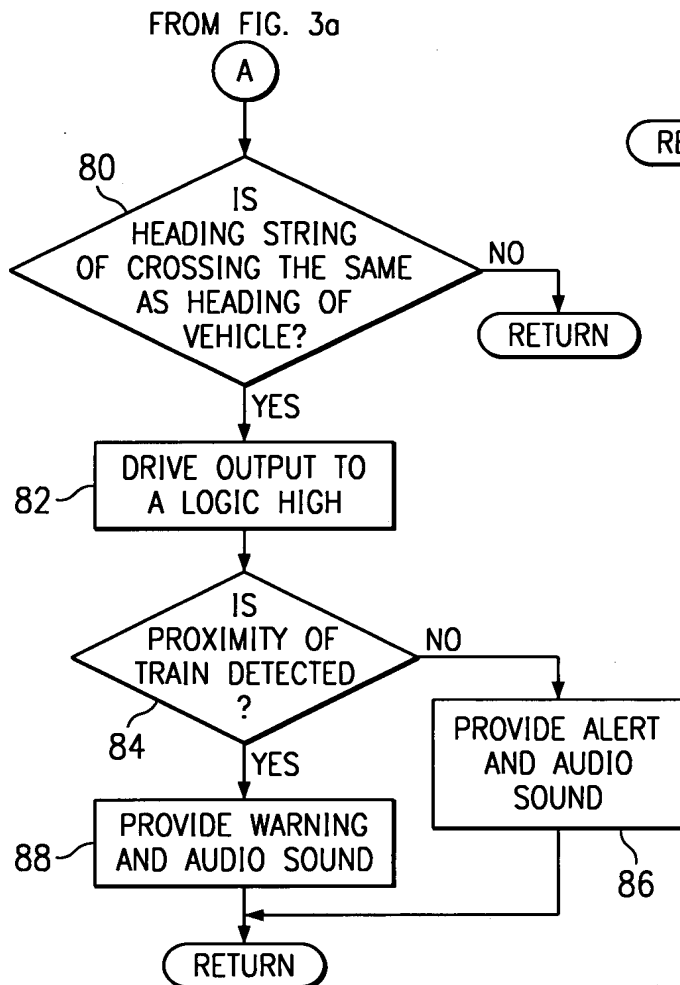 FROM FIG. 3a
A
80
IS
HEADING STRING
OF CROSSING THE SAME
AS HEADING OF
VEHICLE?
NO
RETURN
YES
82
DRIVE OUTPUT TO
A LOGIC HIGH
IS
PROXIMITY OF
TRAIN DETECTED
?
NO
84
YES
PROVIDE ALERT
AND AUDIO
SOUND
86
88
PROVIDE WARNING
AND AUDIO SOUND
RETURN